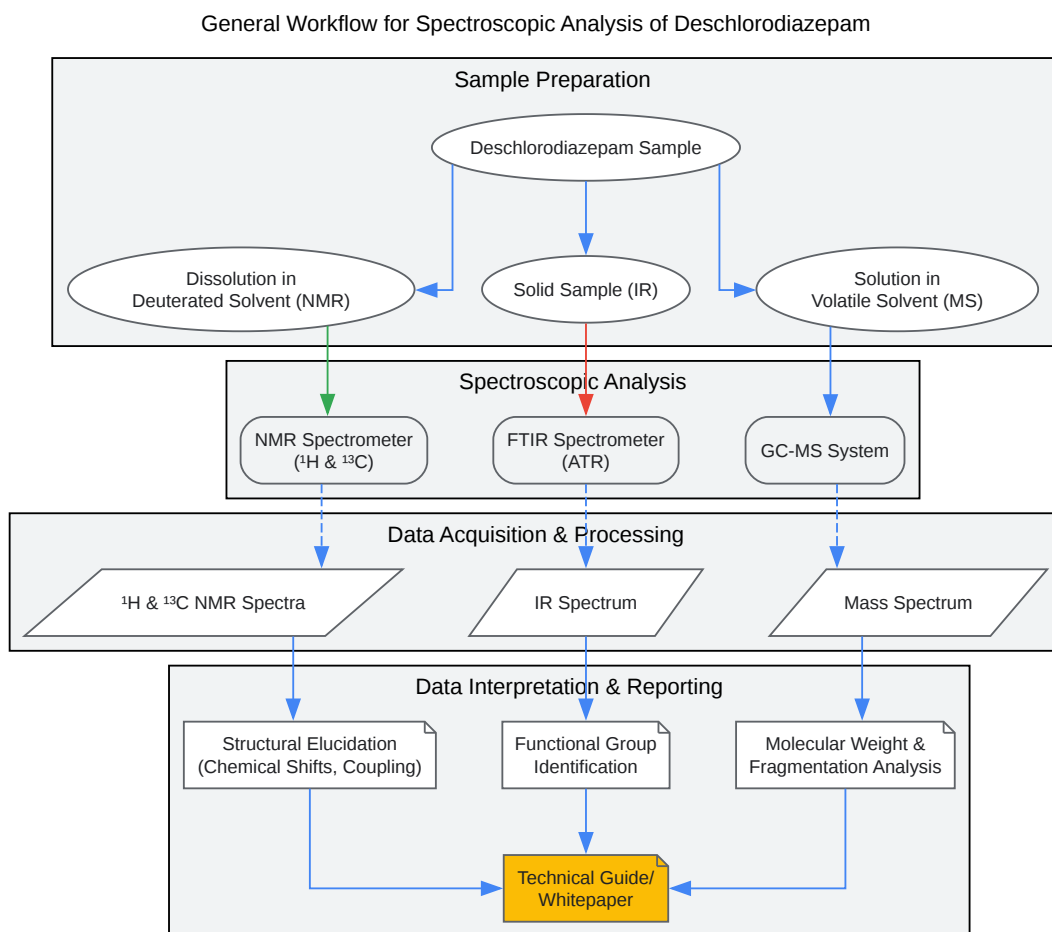 General Workflow for Spectroscopic Analysis of Deschlorodiazepam
Sample Preparation
Deschlorodiazepam Sample
Dissolution in
Deuterated Solvent (NMR)
Solid Sample (IR)
Solution in
Volatile Solvent (MS)
Spectroscopic Analysis
NMR Spectrometer
(¹H & ¹³C)
FTIR Spectrometer
(ATR)
GC-MS System
Data Acquisition & Processing
¹H & ¹³C NMR Spectra
IR Spectrum
Mass Spectrum
Data Interpretation & Reporting
Structural Elucidation
(Chemical Shifts, Coupling)
Functional Group
Identification
Molecular Weight &
Fragmentation Analysis
Technical Guide/
Whitepaper